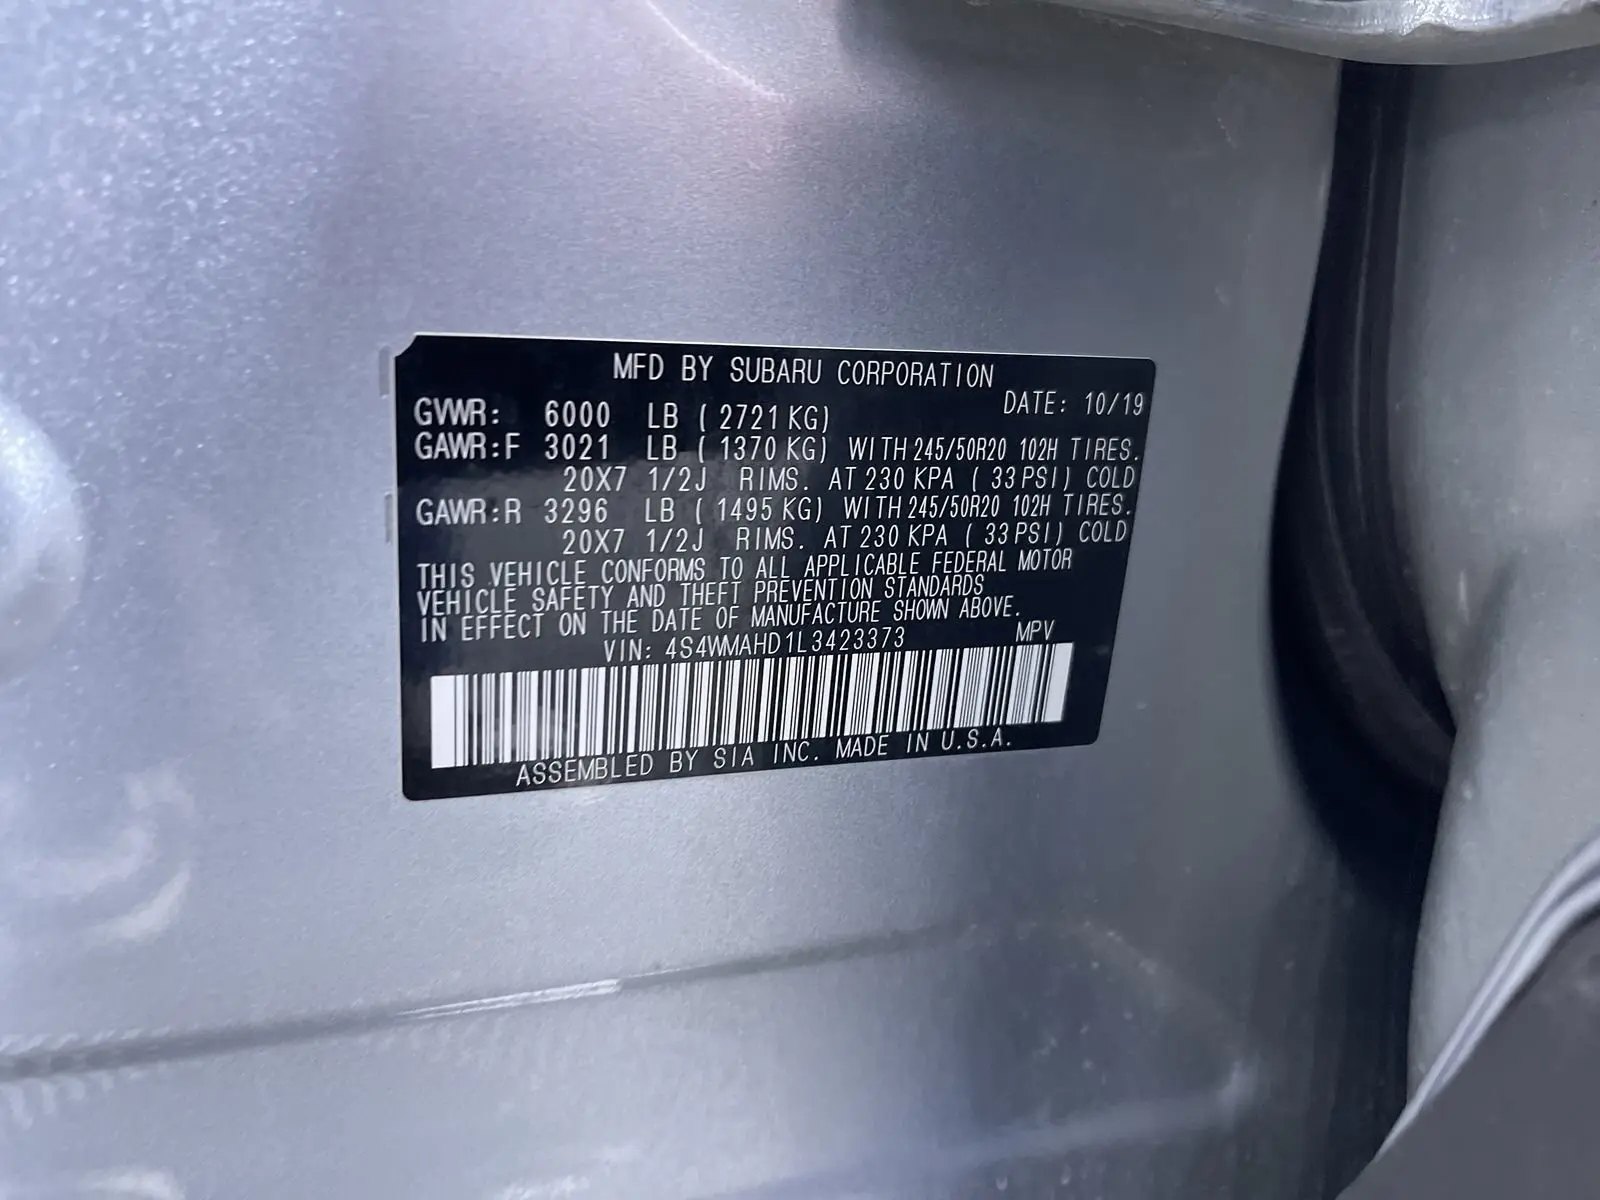 MFD BY SUBARU CORPORATION
DATE: 10/19
GVWR: 6000 LB ( 2721 KG)
GAWR:F 3021 LB ( 1370 KG) WITH 245/50R20 102H TIRES.
20X7 1/2J RIMS. AT 230 KPA ( 33 PSI) COLD
GAWR:R 3296 LB ( 1495 KG) WITH 245/50R20 102H TIRES.
20X7 1/2J RIMS. AT 230 KPA ( 33 PSI) COLD
THIS VEHICLE CONFORMS TO ALL APPLICABLE FEDERAL MOTOR
VEHICLE SAFETY AND THEFT PREVENTION STANDARDS
IN EFFECT ON THE DATE OF MANUFACTURE SHOWN ABOVE.
VIN: 4S4WMAHD1L3423373 MPV
ASSEMBLED BY SIA INC. MADE IN U.S.A.